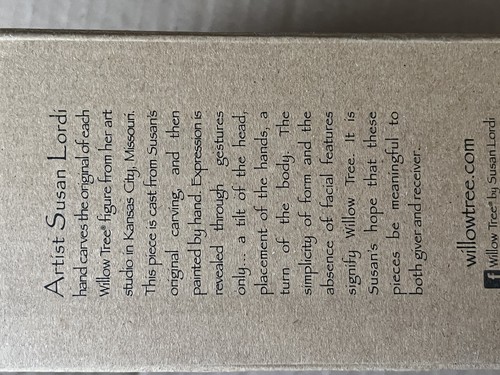 Artist Susan Lordi
hand carves the original of each
Willow Tree® figure from her art
studio in Kansas City, Missouri.
This piece is cast from Susan's
original carving, and then
painted by hand. Expression is
revealed through gestures
only... a tilt of the head,
placement of the hands, a
turn of the body. The
simplicity of form and the
absence of facial features
signify Willow Tree. It is
Susan's hope that these
pieces be meaningful to
both giver and receiver.
willowtree.com
f Willow Tree® by Susan Lordi